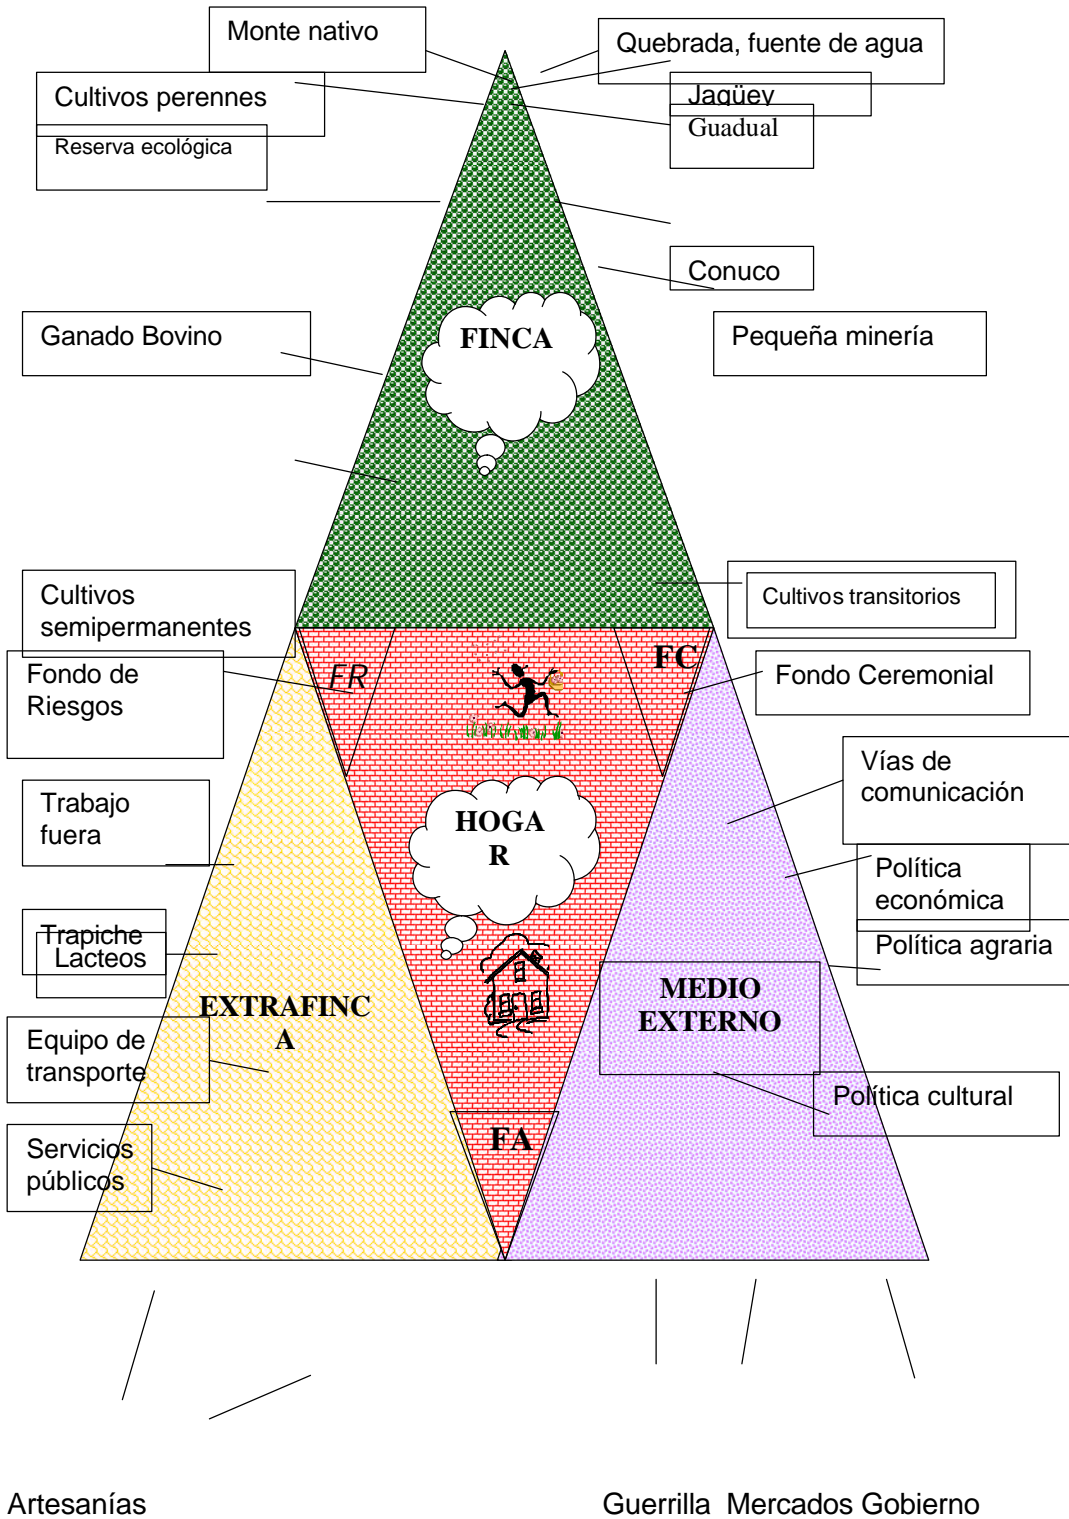 Monte nativo
Quebrada, fuente de agua
Cultivos perennes
Jagüey
Guadual
Reserva ecológica
Conuco
FINCA
Ganado Bovino
Pequeña minería
Cultivos
semipermanentes
Cultivos transitorios
FR
FC
Fondo de
Riesgos
Fondo Ceremonial
Vías de
comunicación
Trabajo
fuera
HOGA
R
Política
económica
Trapiche
Lacteos
Política agraria
EXTRAFINC
A
MEDIO
EXTERNO
Equipo de
transporte
Política cultural
FA
Servicios
públicos
Artesanías
Guerrilla Mercados Gobierno